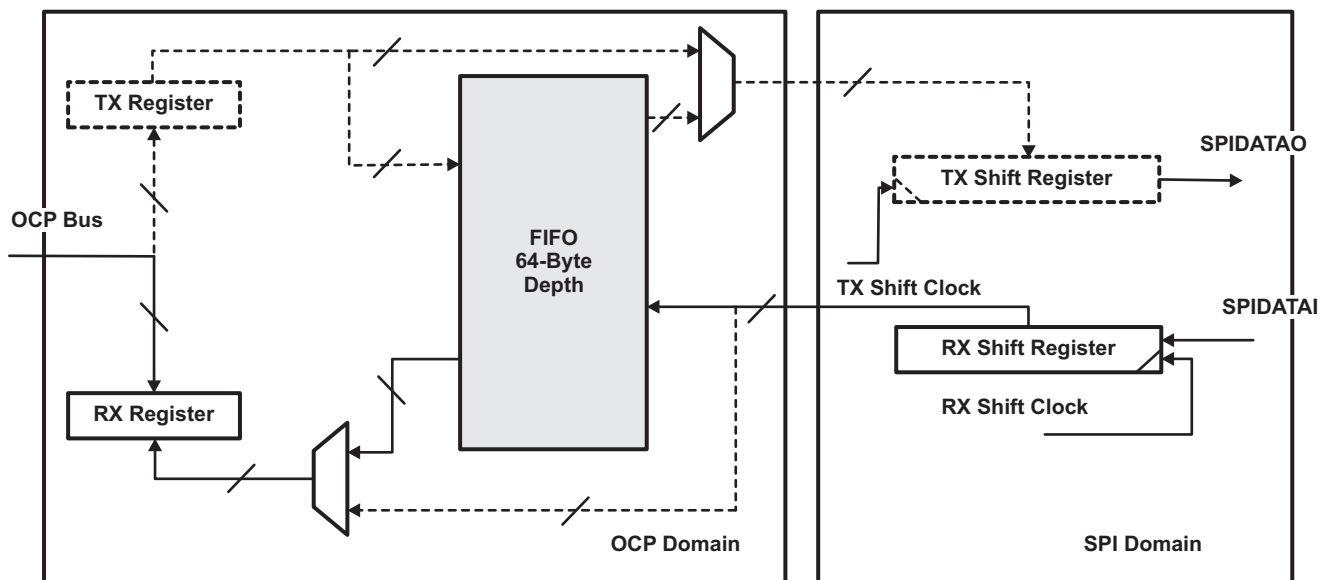 TX Register
SPIDATAO
TX Shift Register
OCP Bus
FIFO
64-Byte
Depth
TX Shift Clock
SPIDATAI
RX Shift Register
RX Register
RX Shift Clock
OCP Domain
SPI Domain